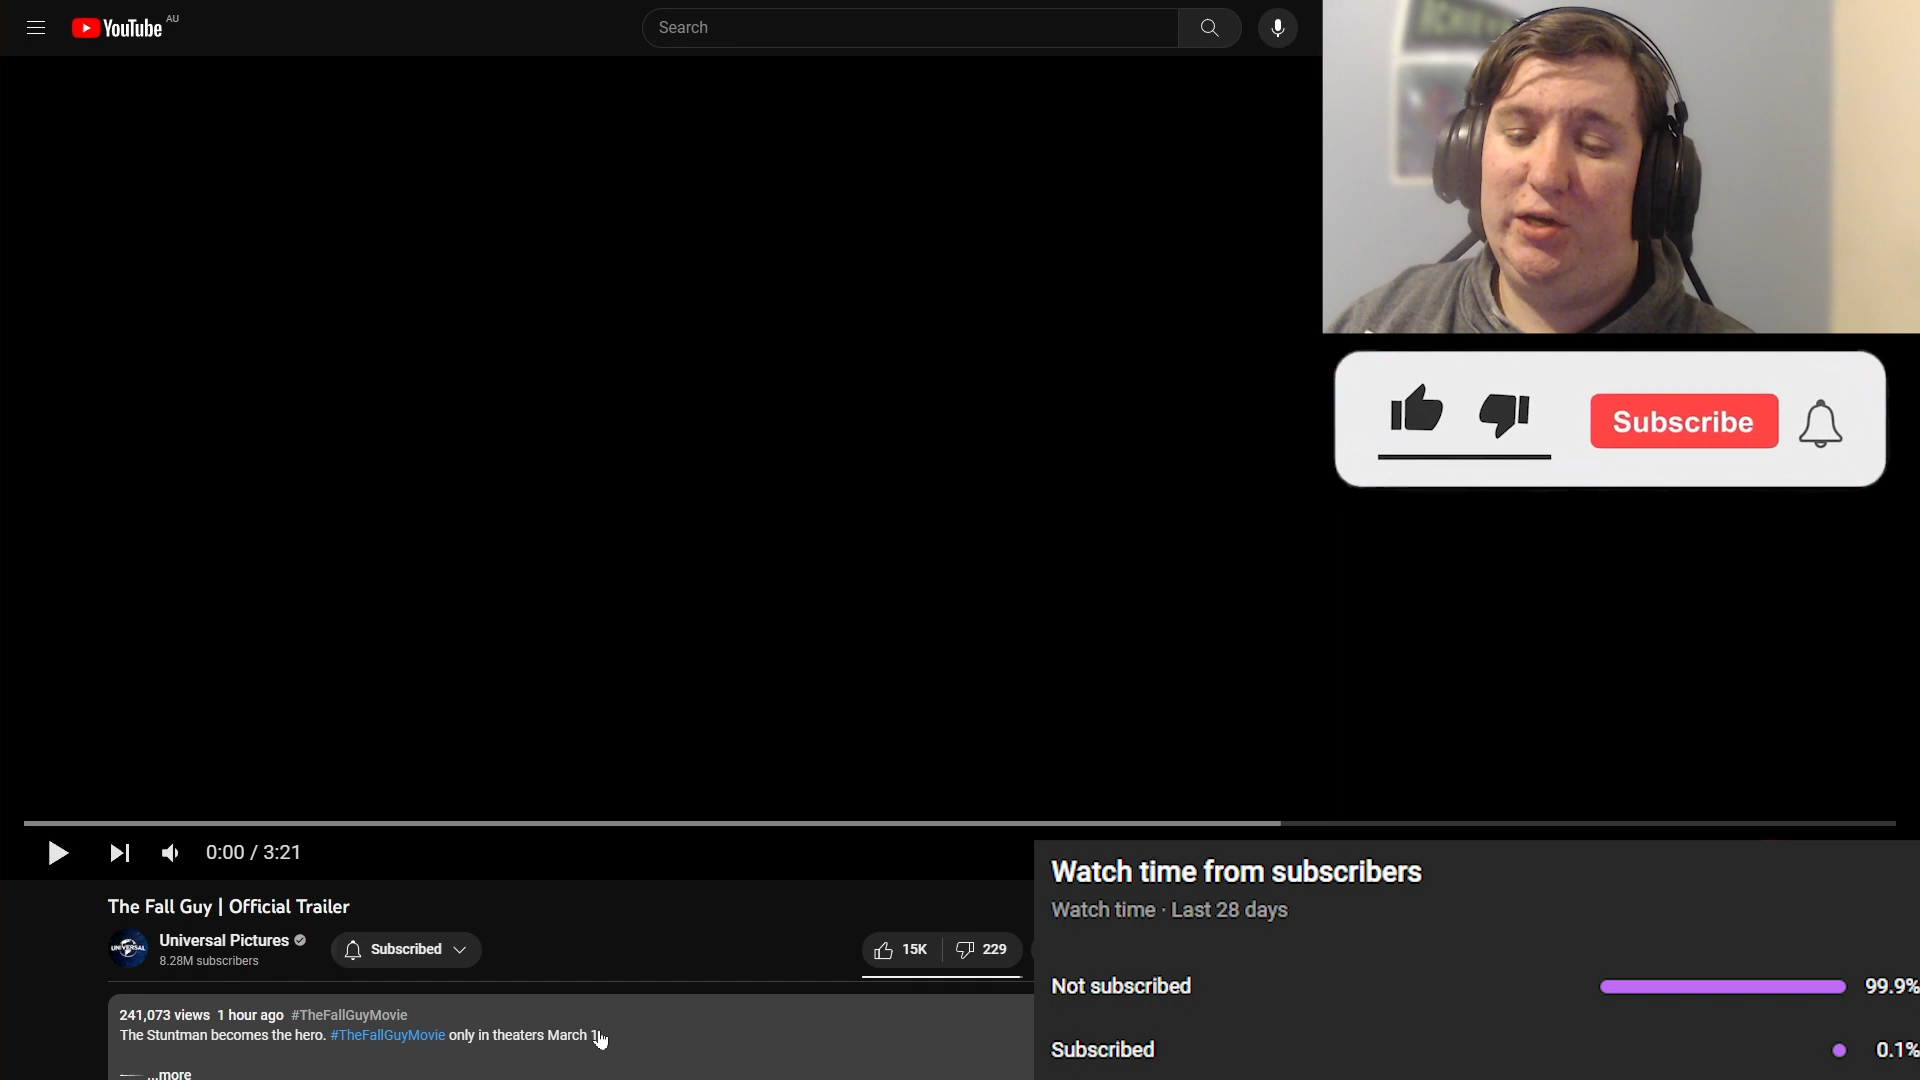 YouTube AU
Search
Subscribe
0:00 / 3:21
The Fall Guy | Official Trailer
Universal Pictures
8.28M subscribers
Subscribed
15K
229
241,073 views 1 hour ago #TheFallGuyMovie
The Stuntman becomes the hero. #TheFallGuyMovie only in theaters March 1
...more
Watch time from subscribers
Watch time · Last 28 days
Not subscribed 99.9%
Subscribed 0.1%